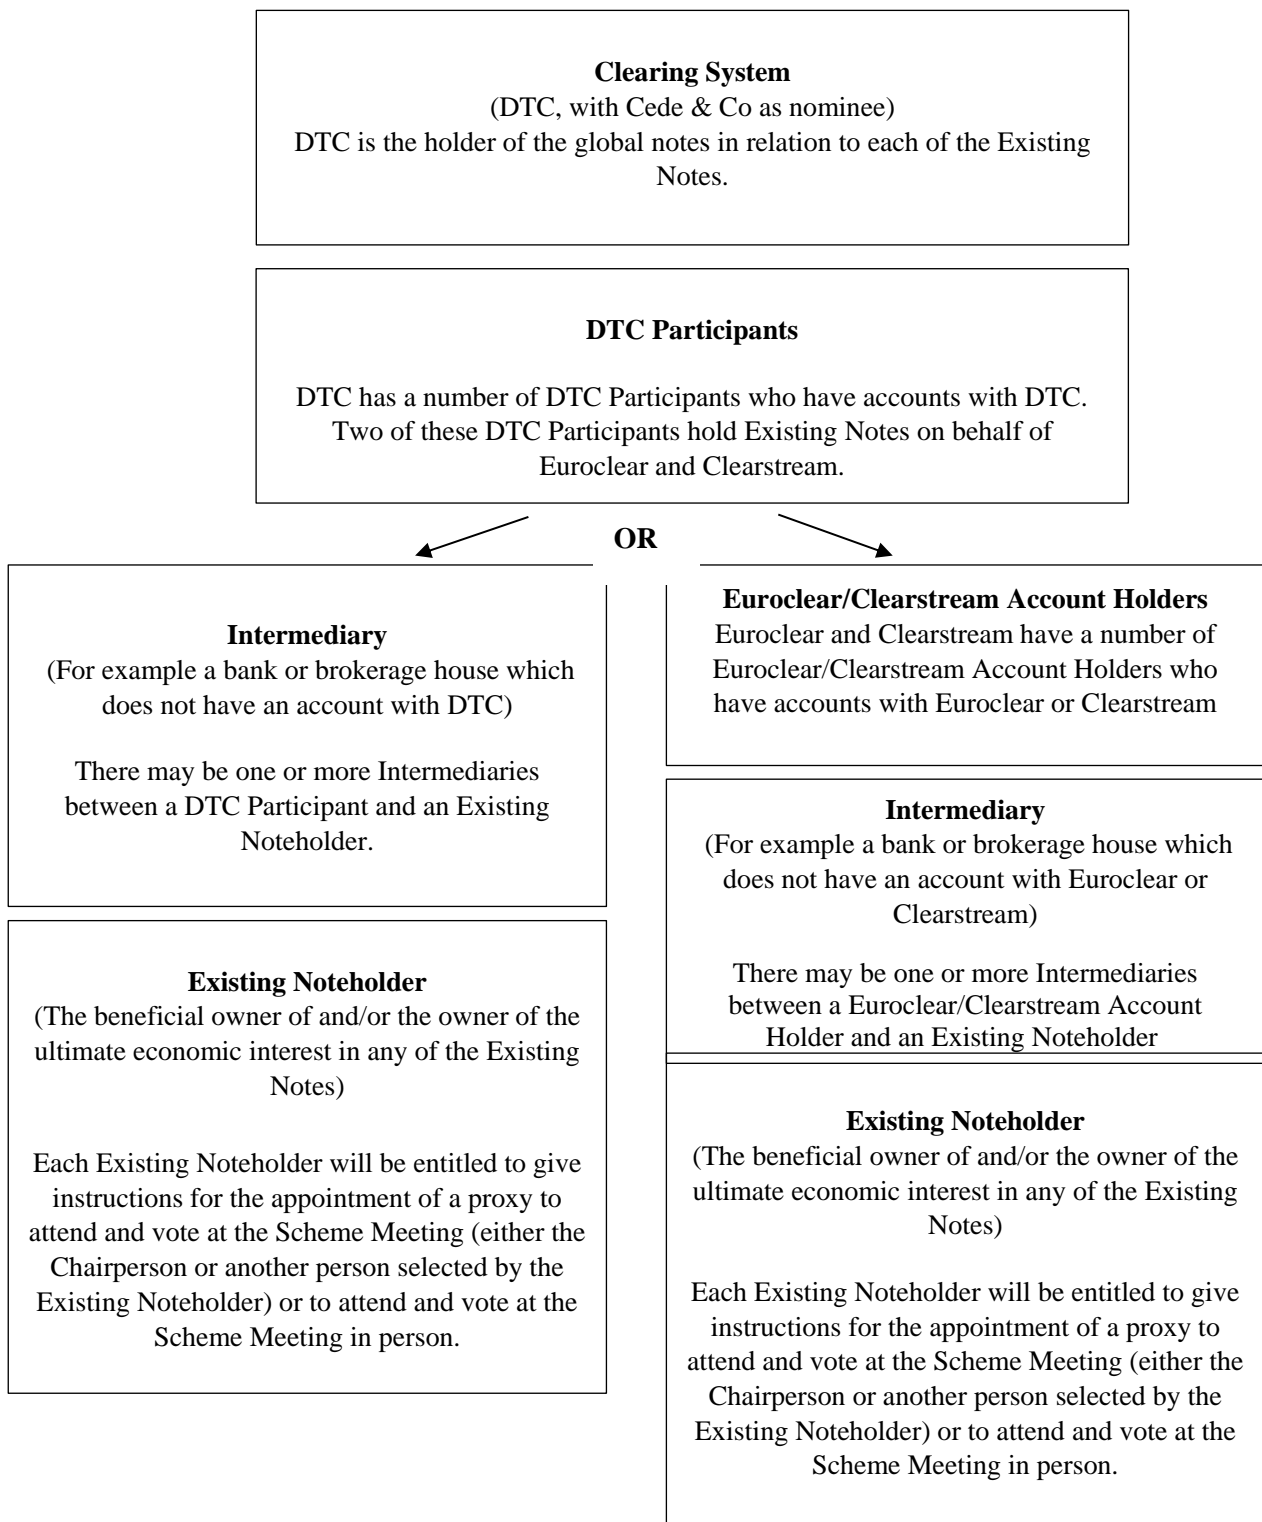 Clearing System
(DTC, with Cede & Co as nominee)
DTC is the holder of the global notes in relation to each of the Existing
Notes.
DTC Participants
DTC has a number of DTC Participants who have accounts with DTC.
Two of these DTC Participants hold Existing Notes on behalf of
Euroclear and Clearstream.
OR
Intermediary
(For example a bank or brokerage house which
does not have an account with DTC)
There may be one or more Intermediaries
between a DTC Participant and an Existing
Noteholder.
Existing Noteholder
(The beneficial owner of and/or the owner of the
ultimate economic interest in any of the Existing
Notes)
Each Existing Noteholder will be entitled to give
instructions for the appointment of a proxy to
attend and vote at the Scheme Meeting (either the
Chairperson or another person selected by the
Existing Noteholder) or to attend and vote at the
Scheme Meeting in person.
Euroclear/Clearstream Account Holders
Euroclear and Clearstream have a number of
Euroclear/Clearstream Account Holders who
have accounts with Euroclear or Clearstream
Intermediary
(For example a bank or brokerage house which
does not have an account with Euroclear or
Clearstream)
There may be one or more Intermediaries
between a Euroclear/Clearstream Account
Holder and an Existing Noteholder
Existing Noteholder
(The beneficial owner of and/or the owner of the
ultimate economic interest in any of the Existing
Notes)
Each Existing Noteholder will be entitled to give
instructions for the appointment of a proxy to
attend and vote at the Scheme Meeting (either the
Chairperson or another person selected by the
Existing Noteholder) or to attend and vote at the
Scheme Meeting in person.